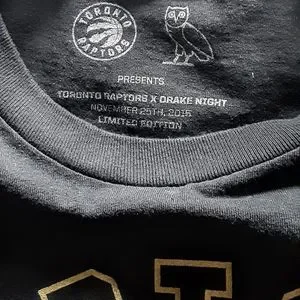 TORONTO
RAPTORS
PRESENTS
TORONTO RAPTORS X DRAKE NIGHT
NOVEMBER 25TH, 2015
LIMITED EDITION